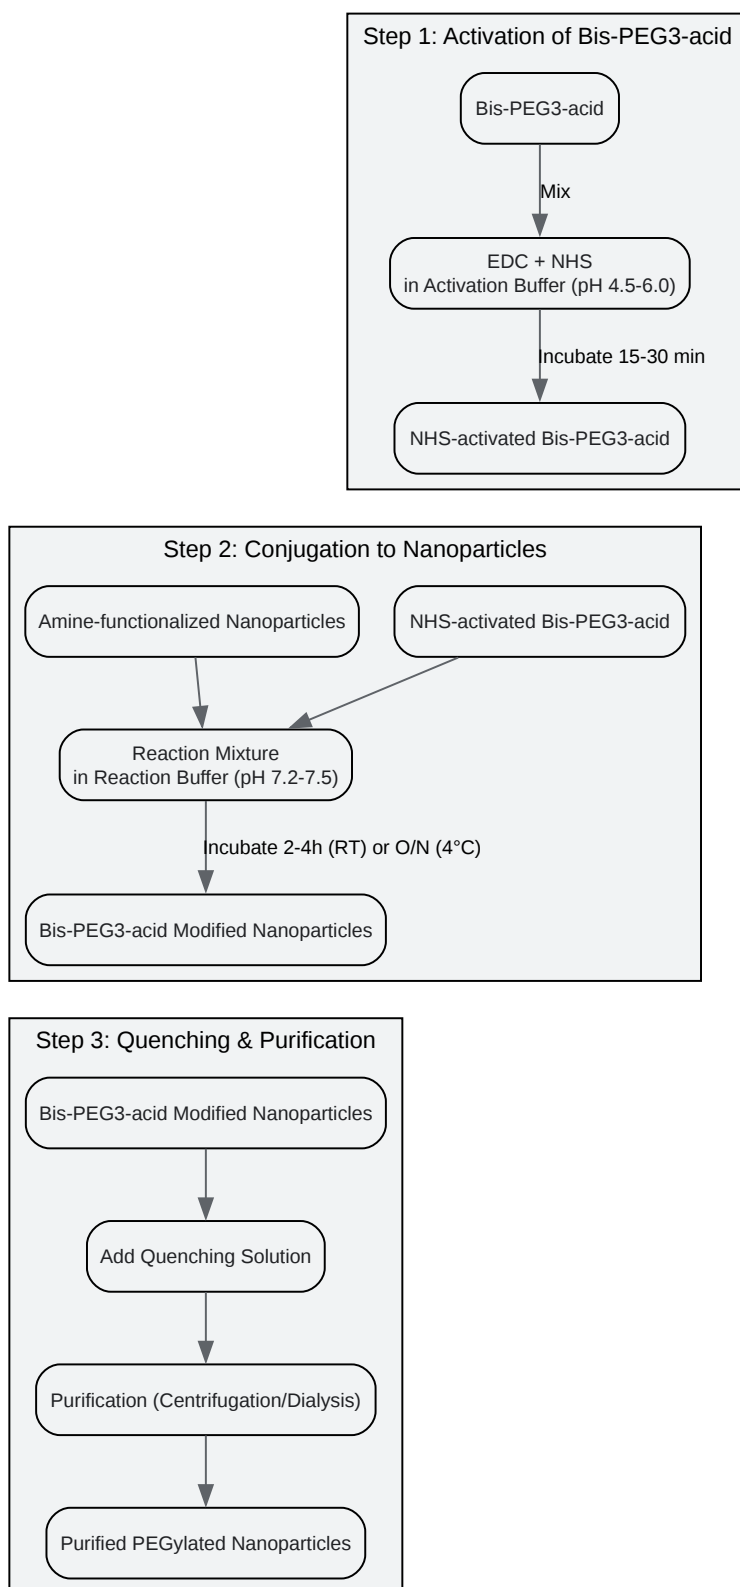 Step 1: Activation of Bis-PEG3-acid
Bis-PEG3-acid
Mix
EDC + NHS
in Activation Buffer (pH 4.5-6.0)
Incubate 15-30 min
NHS-activated Bis-PEG3-acid
Step 2: Conjugation to Nanoparticles
Amine-functionalized Nanoparticles
NHS-activated Bis-PEG3-acid
Reaction Mixture
in Reaction Buffer (pH 7.2-7.5)
Incubate 2-4h (RT) or O/N (4°C)
Bis-PEG3-acid Modified Nanoparticles
Step 3: Quenching & Purification
Bis-PEG3-acid Modified Nanoparticles
Add Quenching Solution
Purification (Centrifugation/Dialysis)
Purified PEGylated Nanoparticles